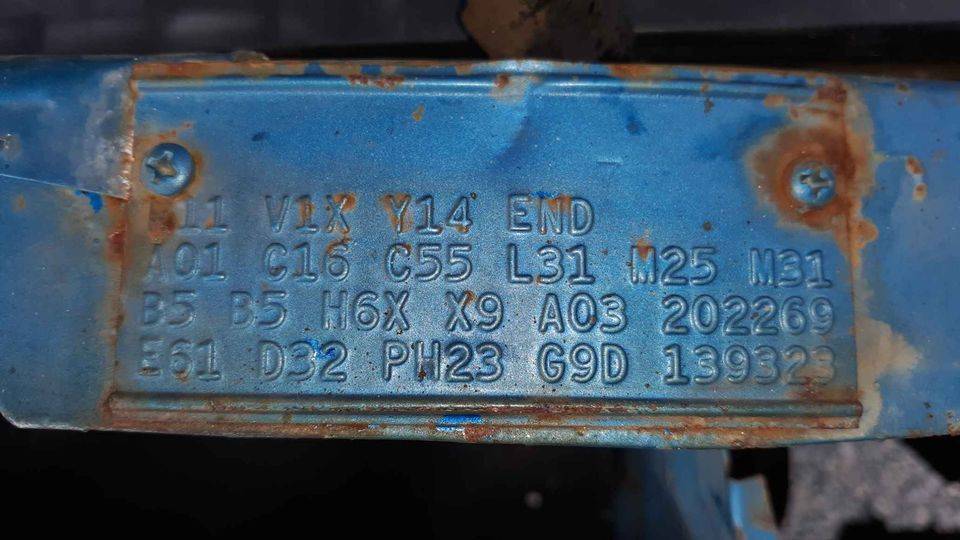 V1X Y14 END
A01 C16 C55 L31 M25 M31
B5 B5 H6X X9 A03 202269
E61 D32 PH23 G9D 139323